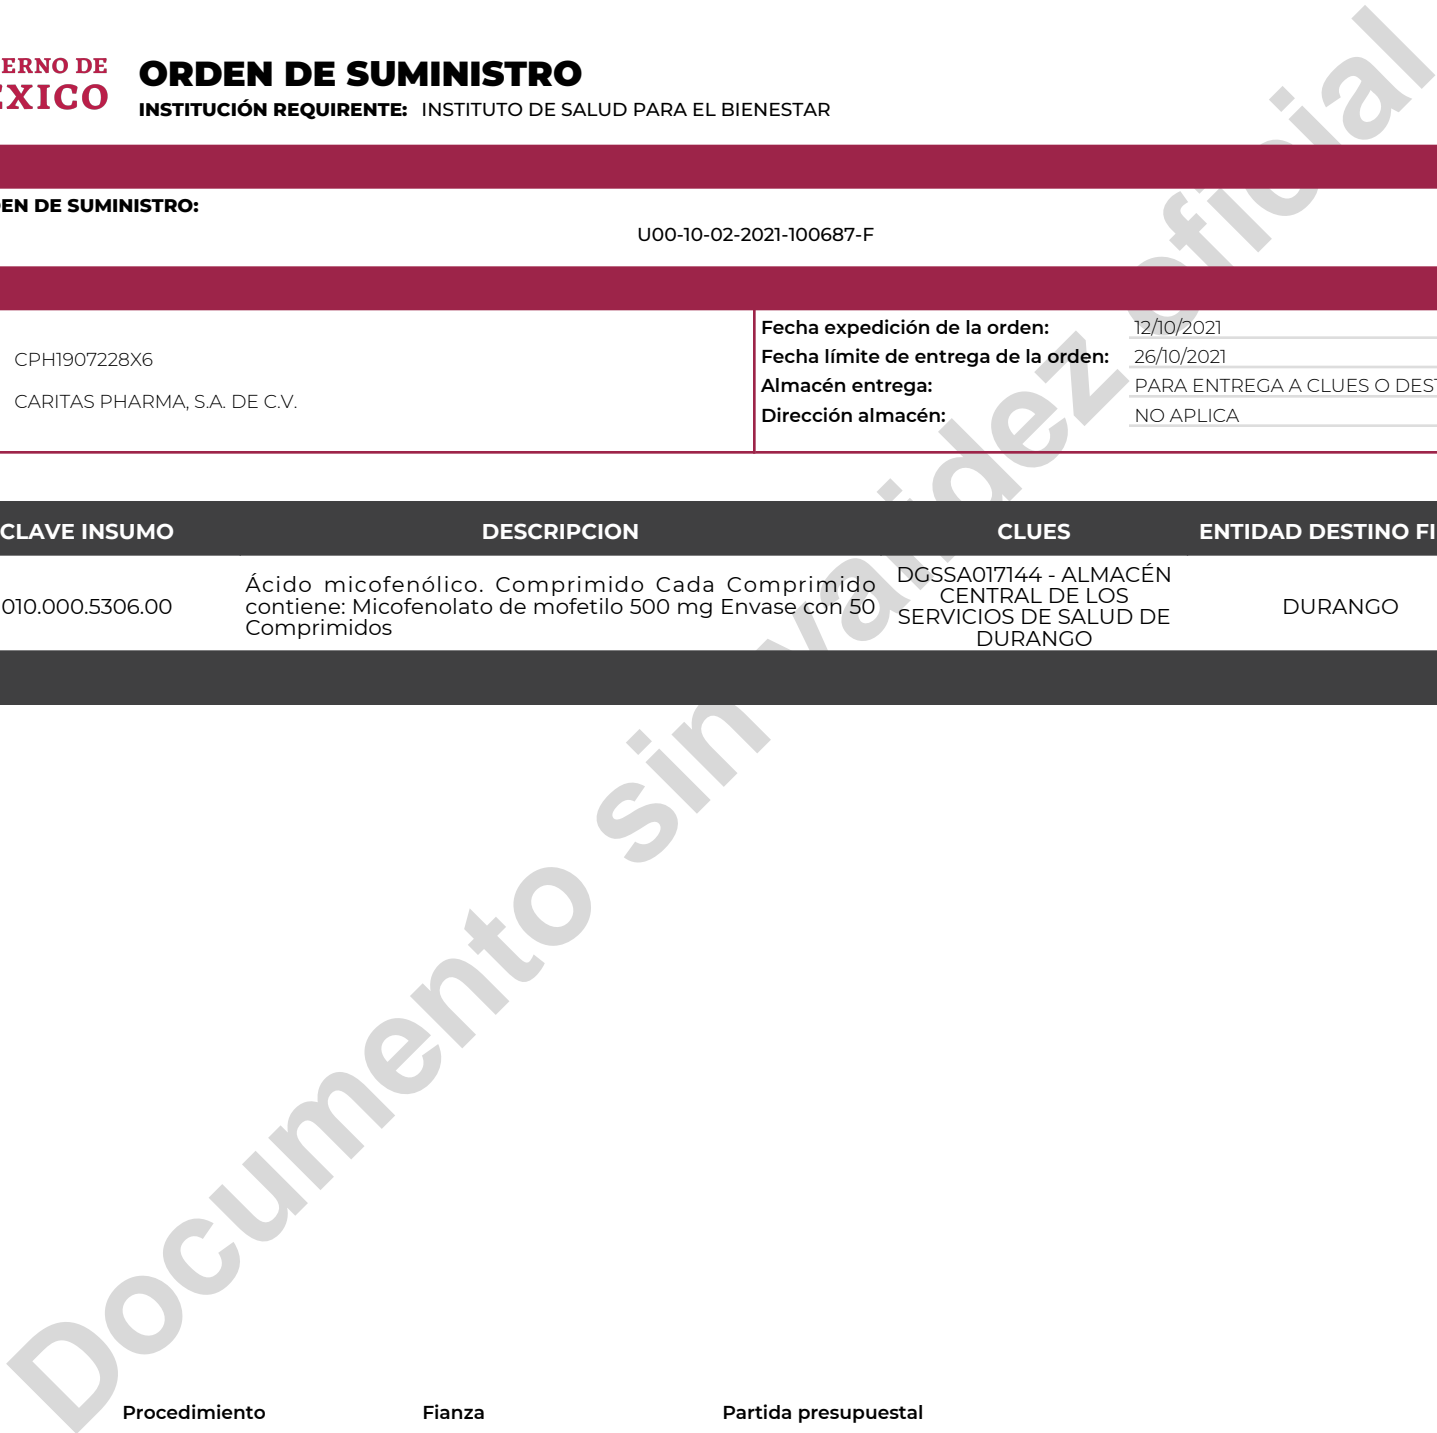 ERNO DE
EXICO
ORDEN DE SUMINISTRO
INSTITUCIÓN REQUIRENTE: INSTITUTO DE SALUD PARA EL BIENESTAR
EN DE SUMINISTRO:
U00-10-02-2021-100687-F
CPH1907228X6
CARITAS PHARMA, S.A. DE C.V.
Fecha expedición de la orden: 12/10/2021
Fecha límite de entrega de la orden: 26/10/2021
Almacén entrega: PARA ENTREGA A CLUES O DEST
Dirección almacén: NO APLICA
CLAVE INSUMO DESCRIPCION CLUES ENTIDAD DESTINO FI
010.000.5306.00
Ácido micofenólico. Comprimido Cada Comprimido
contiene: Micofenolato de mofetilo 500 mg Envase con 50
Comprimidos
DGSSA017144 - ALMACÉN
CENTRAL DE LOS
SERVICIOS DE SALUD DE
DURANGO
DURANGO
Documento sin validez oficial
Procedimiento Fianza Partida presupuestal